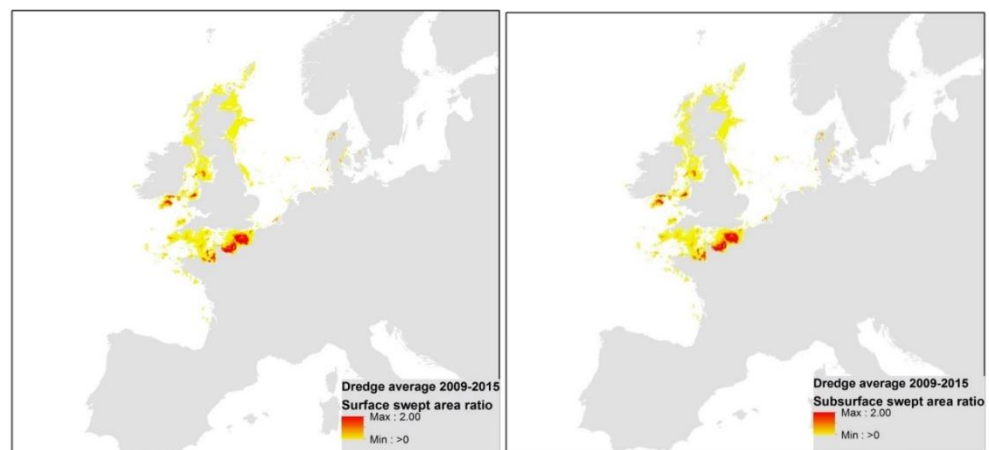 Dredge average 2009-2015
Surface swept area ratio
Max : 2.00
Min : >0
Dredge average 2009-2015
Subsurface swept area ratio
Max : 2.00
Min : >0